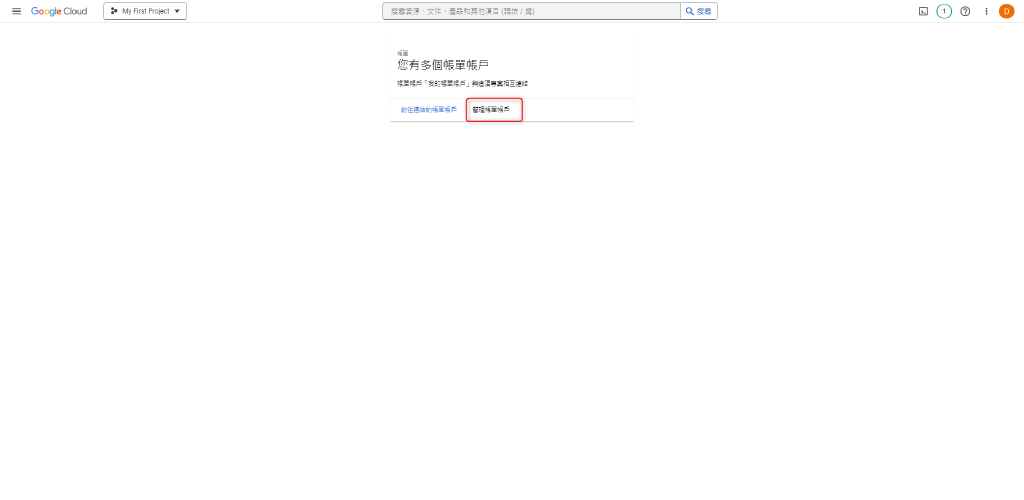 Google Cloud
My First Project
搜尋資源、文件、產品和其他項目 (請按 / 鍵)
搜尋
1
D
帳單
您有多個帳單帳戶
帳單帳戶「我的帳單帳戶」與這項專案相互連結
前往連結的帳單帳戶
管理帳單帳戶